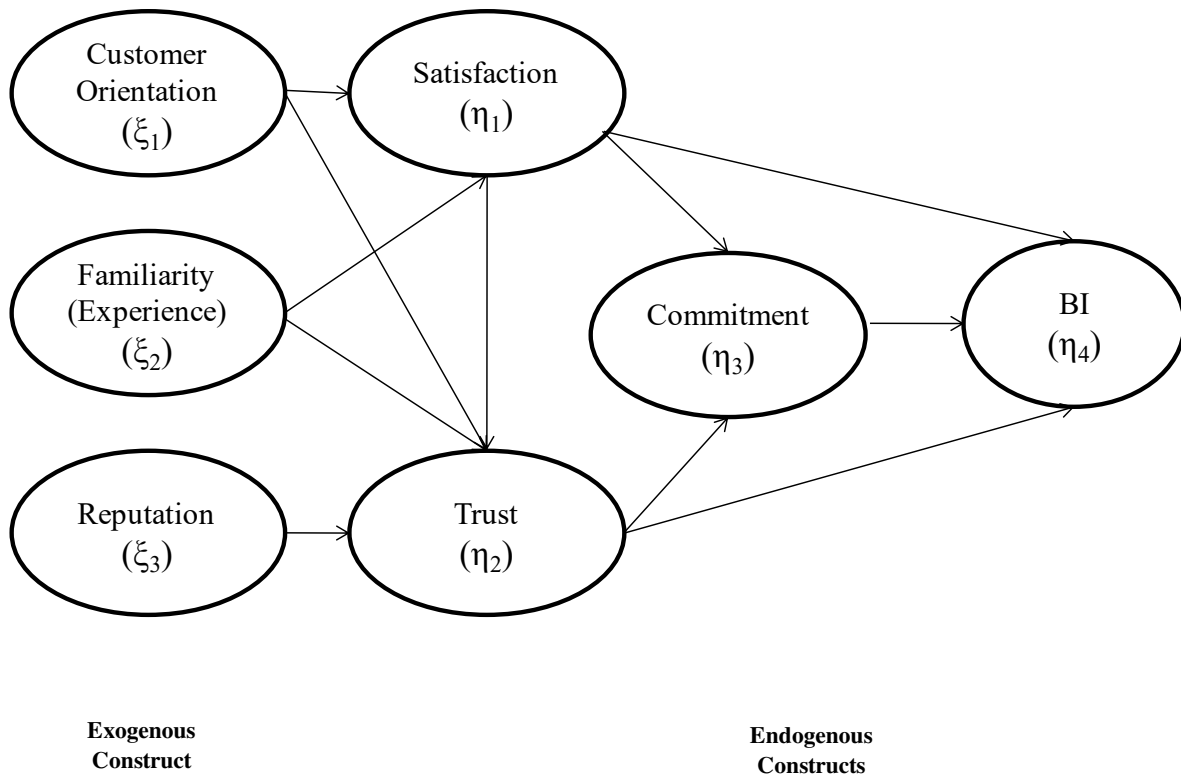 Customer
Orientation
(ξ₁)
Satisfaction
(η₁)
Familiarity
(Experience)
(ξ₂)
Commitment
(η₃)
BI
(η₄)
Reputation
(ξ₃)
Trust
(η₂)
Exogenous
Construct
Endogenous
Constructs